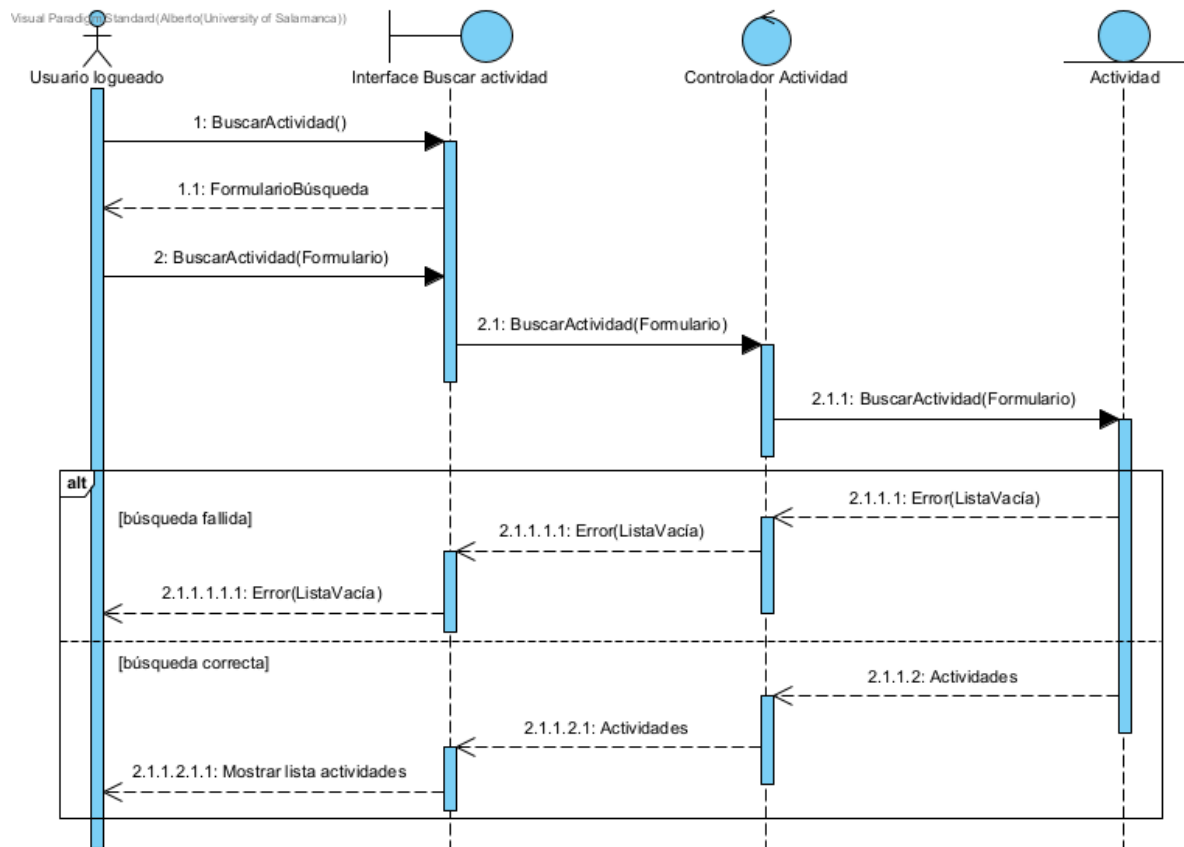 Visual Paradigm Standard(Alberto(University of Salamanca))
Usuario logueado
Interface Buscar actividad
Controlador Actividad
Actividad
1: BuscarActividad()
1.1: FormularioBúsqueda
2: BuscarActividad(Formulario)
2.1: BuscarActividad(Formulario)
2.1.1: BuscarActividad(Formulario)
alt
[búsqueda fallida]
2.1.1.1: Error(ListaVacía)
2.1.1.1.1: Error(ListaVacía)
2.1.1.1.1.1: Error(ListaVacía)
[búsqueda correcta]
2.1.1.2: Actividades
2.1.1.2.1: Actividades
2.1.1.2.1.1: Mostrar lista actividades